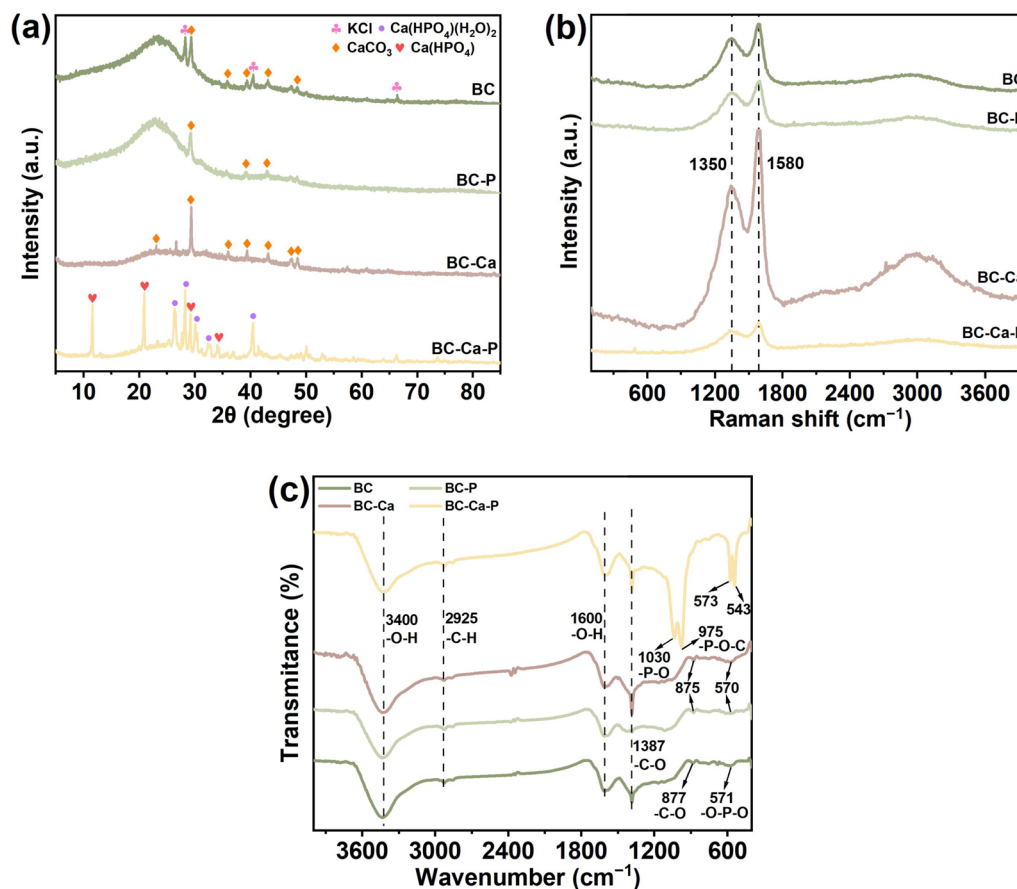 (a)
KCl
Ca(HPO₄)(H₂O)₂
CaCO₃
Ca(HPO₄)
BC
BC-P
BC-Ca
BC-Ca-P
Intensity (a.u.)
10 20 30 40 50 60 70 80
2θ (degree)
(b)
BC
1350
1580
Intensity (a.u.)
600 1200 1800 2400 3000 3600
Raman shift (cm⁻¹)
(c)
BC BC-P
BC-Ca BC-Ca-P
3400
-O-H
2925
-C-H
1600
-O-H
573
543
1030
-P-O
975
-P-O-C
875
570
1387
-C-O
877
-C-O
571
-O-P-O
Transmitance (%)
3600 3000 2400 1800 1200 600
Wavenumber (cm⁻¹)